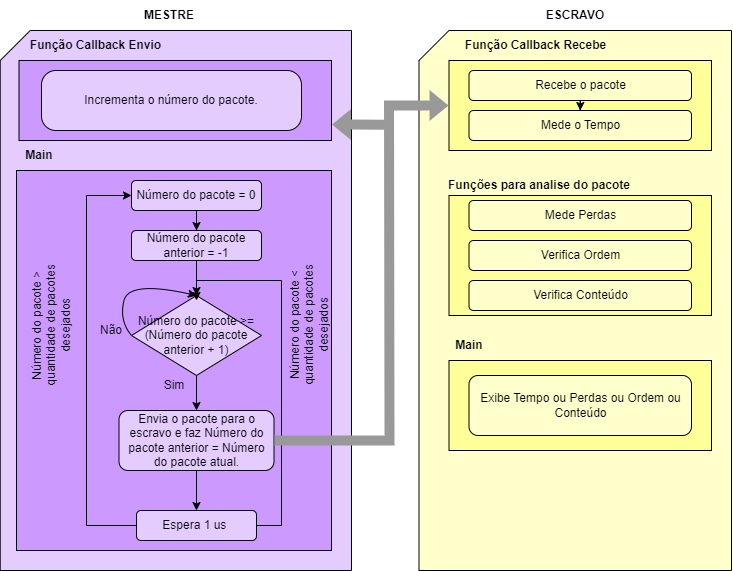 MESTRE
Função Callback Envio
Incrementa o número do pacote.
Main
Número do pacote = 0
Número do pacote
anterior = -1
Número do pacote >=
(Número do pacote
anterior + 1)
Não
Sim
Envia o pacote para o
escravo e faz Número do
pacote anterior = Número
do pacote atual.
Espera 1 us
Número do pacote >
quantidade de pacotes
desejados
Número do pacote <
quantidade de pacotes
desejados
ESCRAVO
Função Callback Recebe
Recebe o pacote
Mede o Tempo
Funções para analise do pacote
Mede Perdas
Verifica Ordem
Verifica Conteúdo
Main
Exibe Tempo ou Perdas ou Ordem ou
Conteúdo